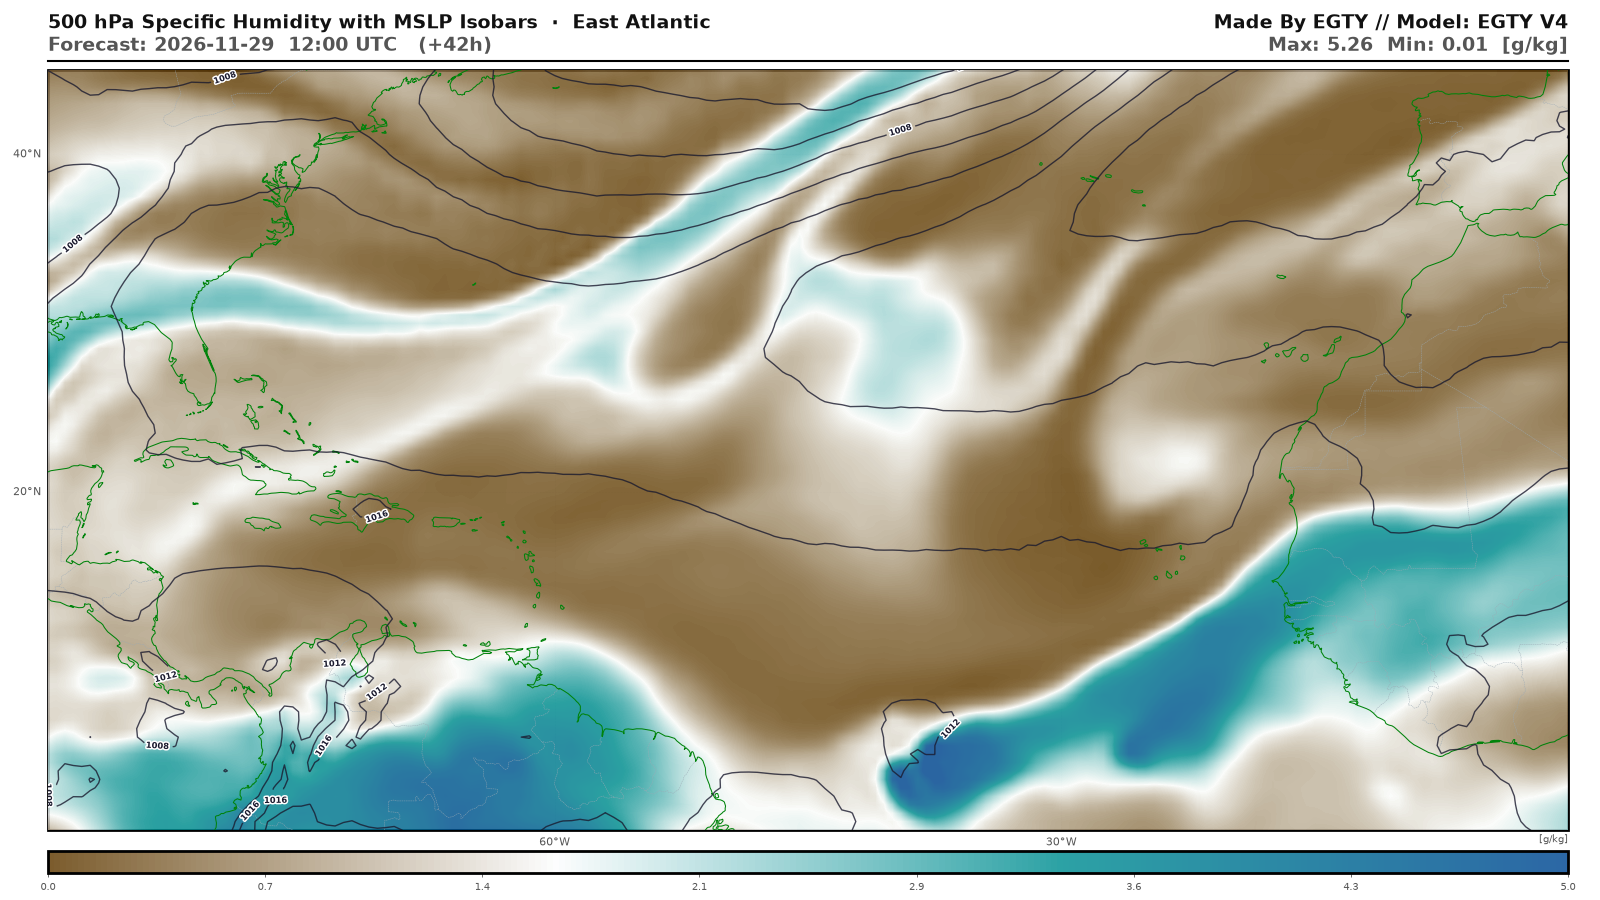 500 hPa Specific Humidity with MSLP Isobars · East Atlantic
Made By EGTY // Model: EGTY V4
Forecast: 2026-11-29 12:00 UTC (+42h)
Max: 5.26 Min: 0.01 [g/kg]
1008
1008
40°N
1008
20°N
1016
1012
1012
1012
1012
1008
1016
1008
1016
1016
60°W
30°W
[g/kg]
0.0
0.7
1.4
2.1
2.9
3.6
4.3
5.0